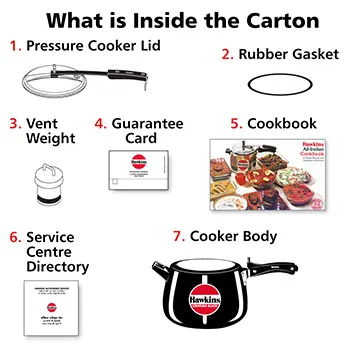 What is Inside the Carton
1. Pressure Cooker Lid
2. Rubber Gasket
3. Vent
Weight
4. Guarantee
Card
5. Cookbook
Hawkins
All-Indian
Cookbook
6. Service
Centre
Directory
7. Cooker Body
Hawkins